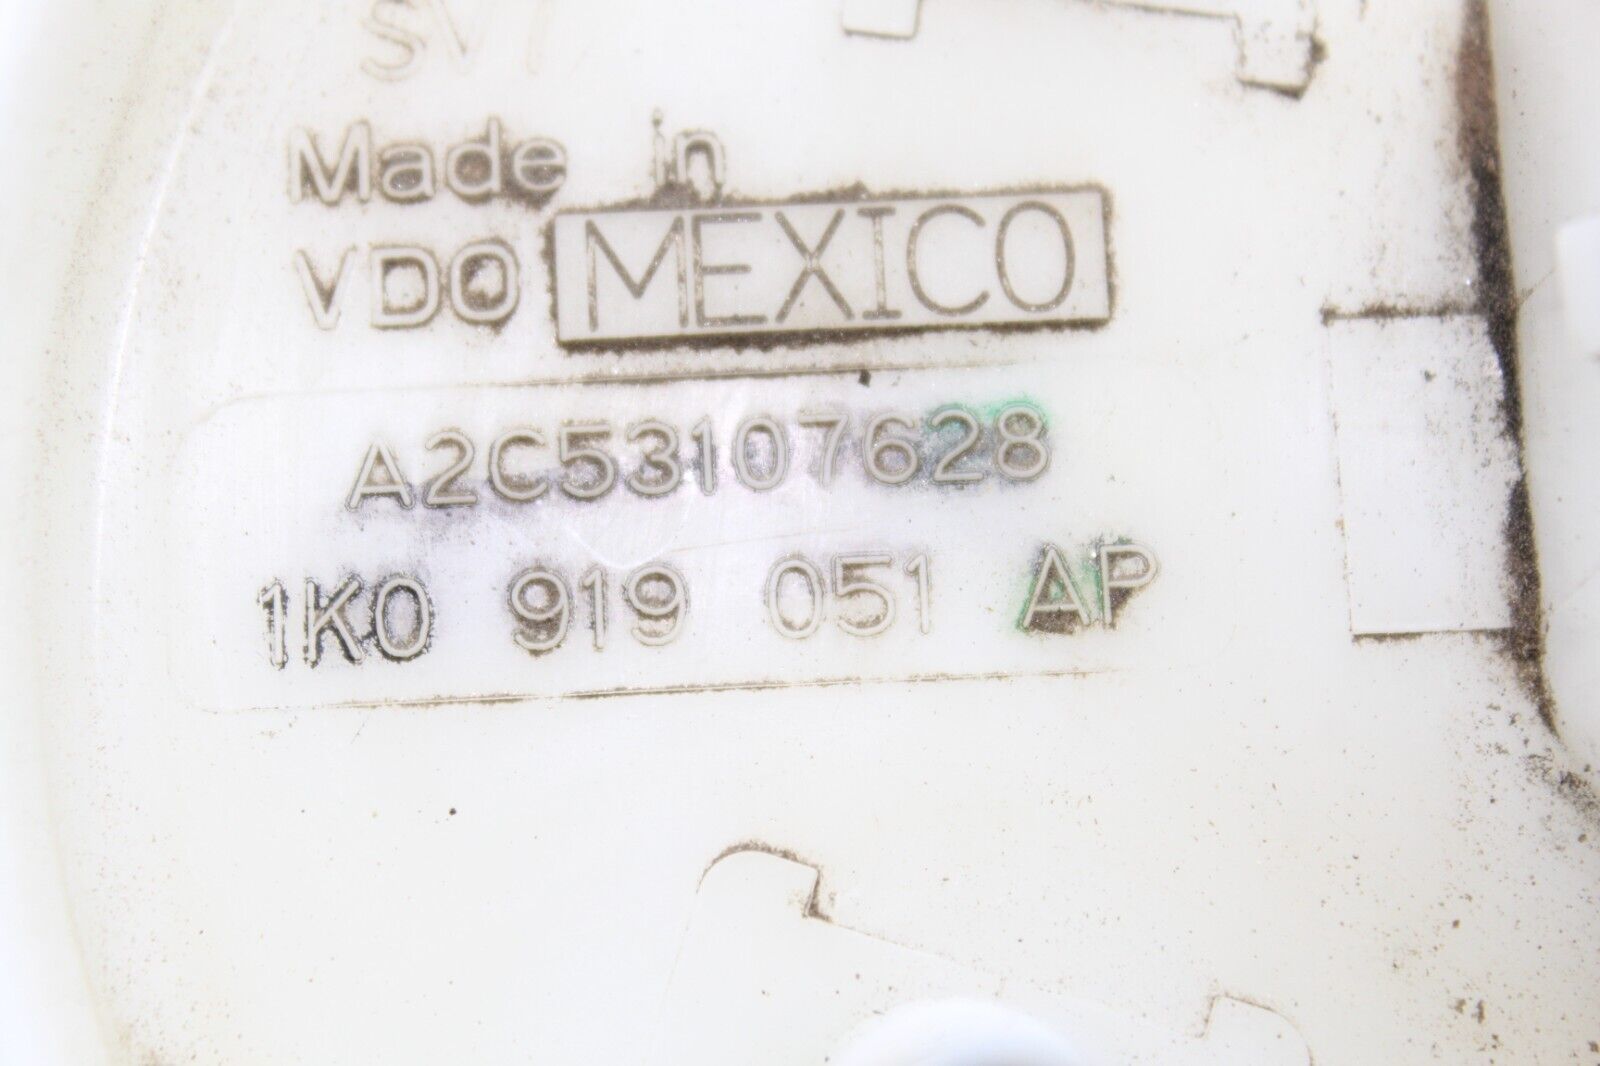 Made in
VDO MEXICO
A2C53107628
1K0 919 051 AP